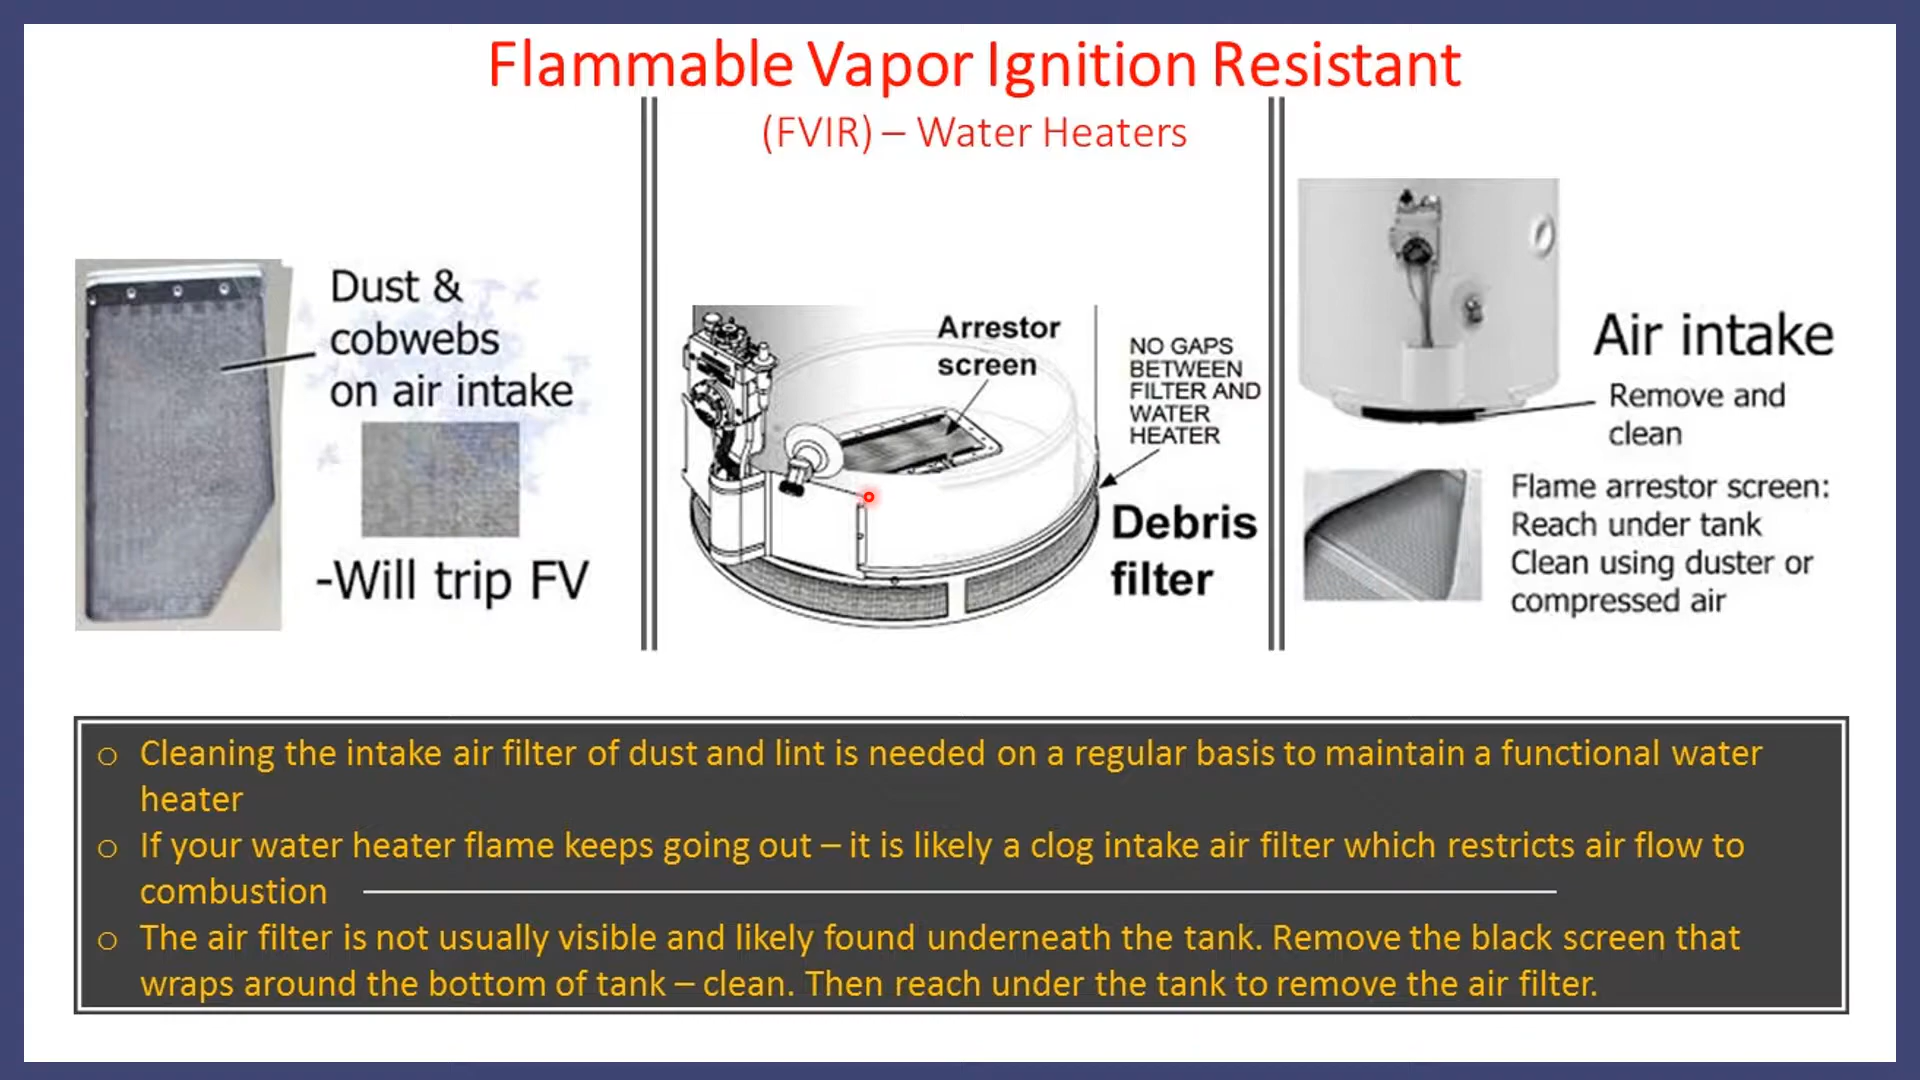 Flammable Vapor Ignition Resistant
(FVIR) – Water Heaters
Dust &
cobwebs
on air intake
-Will trip FV
Arrestor
screen
NO GAPS
BETWEEN
FILTER AND
WATER
HEATER
Debris
filter
Air intake
Remove and
clean
Flame arrestor screen:
Reach under tank
Clean using duster or
compressed air
o Cleaning the intake air filter of dust and lint is needed on a regular basis to maintain a functional water
heater
o If your water heater flame keeps going out – it is likely a clog intake air filter which restricts air flow to
combustion
o The air filter is not usually visible and likely found underneath the tank. Remove the black screen that
wraps around the bottom of tank – clean. Then reach under the tank to remove the air filter.